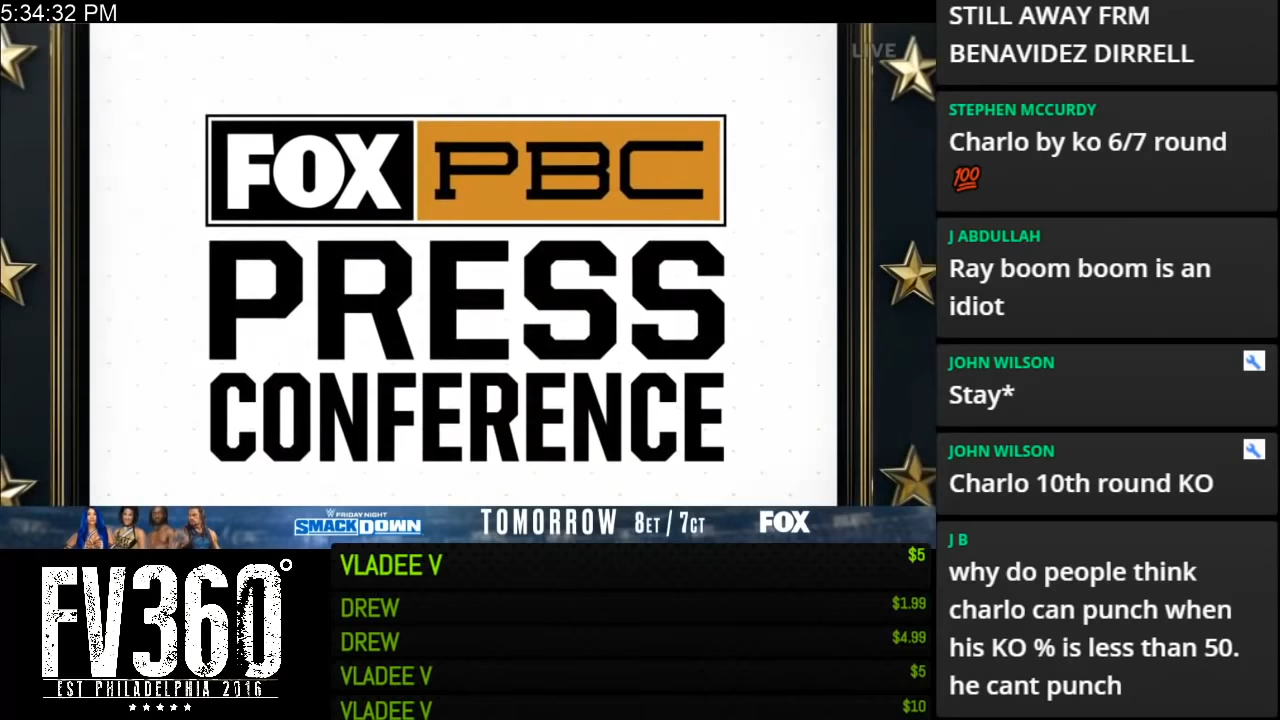 5:34:32 PM
LIVE
FOX PBC
PRESS
CONFERENCE
FRIDAY NIGHT
SMACKDOWN
TOMORROW 8ET / 7CT FOX
FV360°
EST PHILADELPHIA 2016
VLADEE V $5
DREW $1.99
DREW $4.99
VLADEE V $5
VLADEE V $10
STILL AWAY FRM
BENAVIDEZ DIRRELL
STEPHEN MCCURDY
Charlo by ko 6/7 round
💯
J ABDULLAH
Ray boom boom is an
idiot
JOHN WILSON
Stay*
JOHN WILSON
Charlo 10th round KO
J B
why do people think
charlo can punch when
his KO % is less than 50.
he cant punch